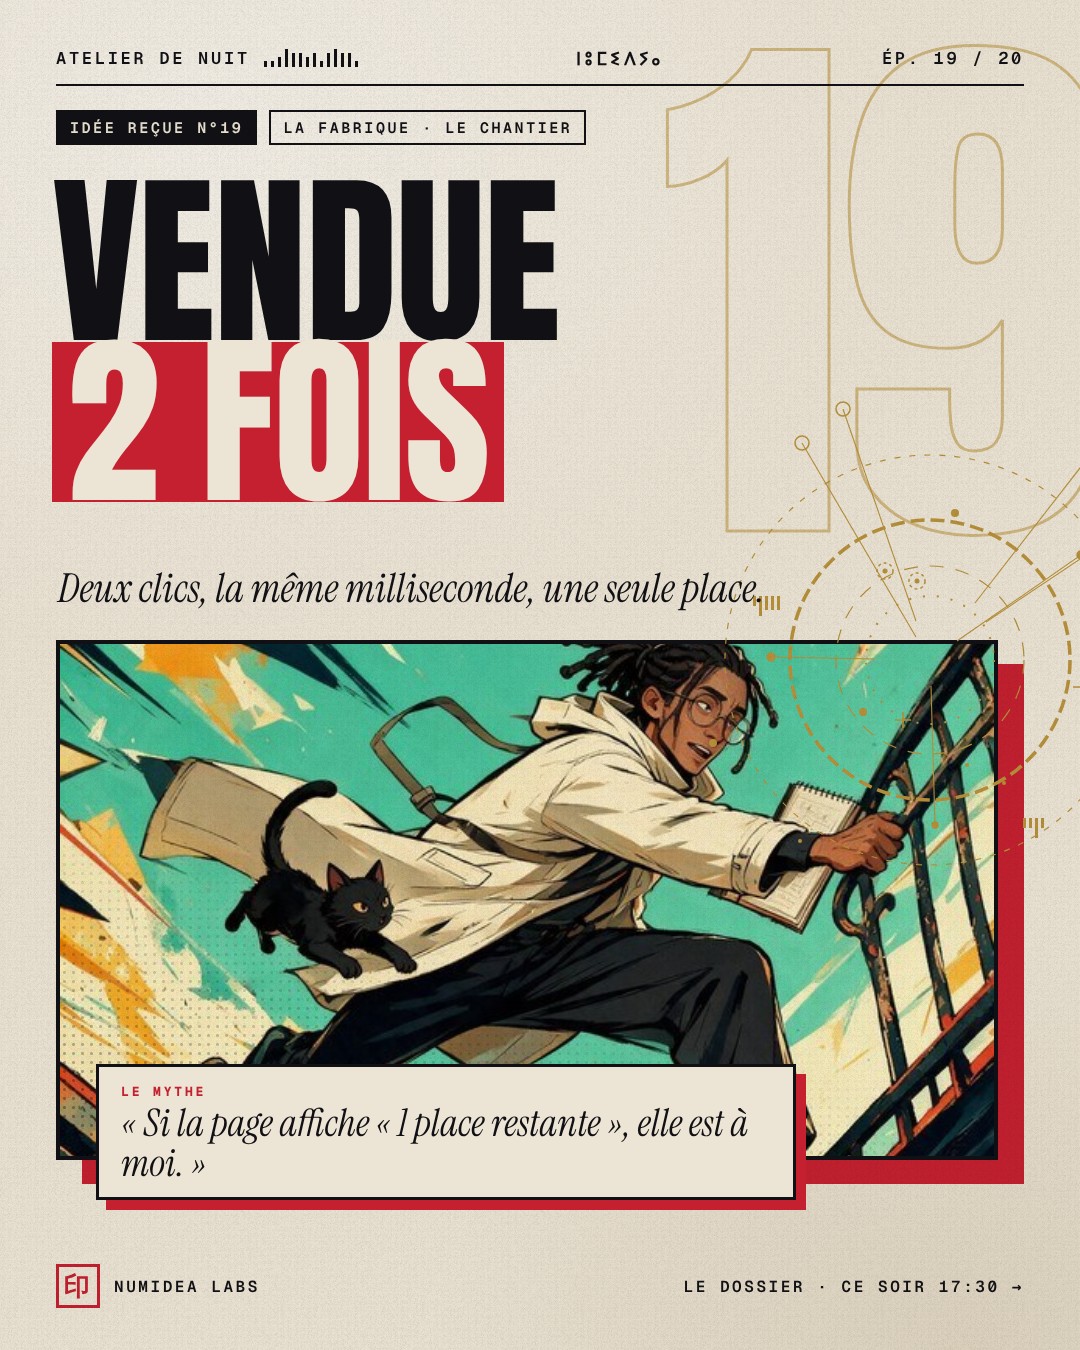 ATELIER DE NUIT
ÉP. 19 / 20
IDÉE REÇUE N°19
LA FABRIQUE · LE CHANTIER
19
VENDUE
2 FOIS
Deux clics, la même milliseconde, une seule place.
LE MYTHE
« Si la page affiche « 1 place restante », elle est à
moi. »
印 NUMIDEA LABS
LE DOSSIER · CE SOIR 17:30 →